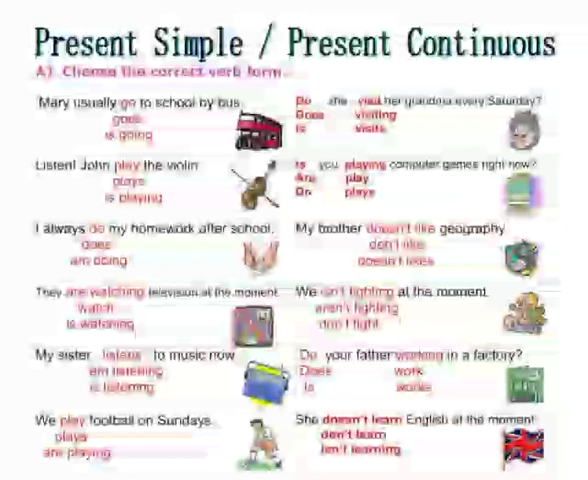 Present Simple / Present Continuous
A) Choose the correct verb form.
Mary usually go to school by bus.
goes
is going
Listen! John play the violin
plays
is playing
I always do my homework after school.
does
am doing
They are watching television at the moment.
watch
is watching
My sister listens to music now
am listening
is listening
We play football on Sundays.
plays
are playing
Do she visit her grandma every Saturday?
Does visiting
Is visits
Is you playing computer games right now?
Are play
Do plays
My brother doesn't like geography
don't like
doesn't likes
We isn't fighting at the moment.
aren't fighting
don't fight
Do your father working in a factory?
Does work
Is works
She doesn't learn English at the moment
don't learn
isn't learning